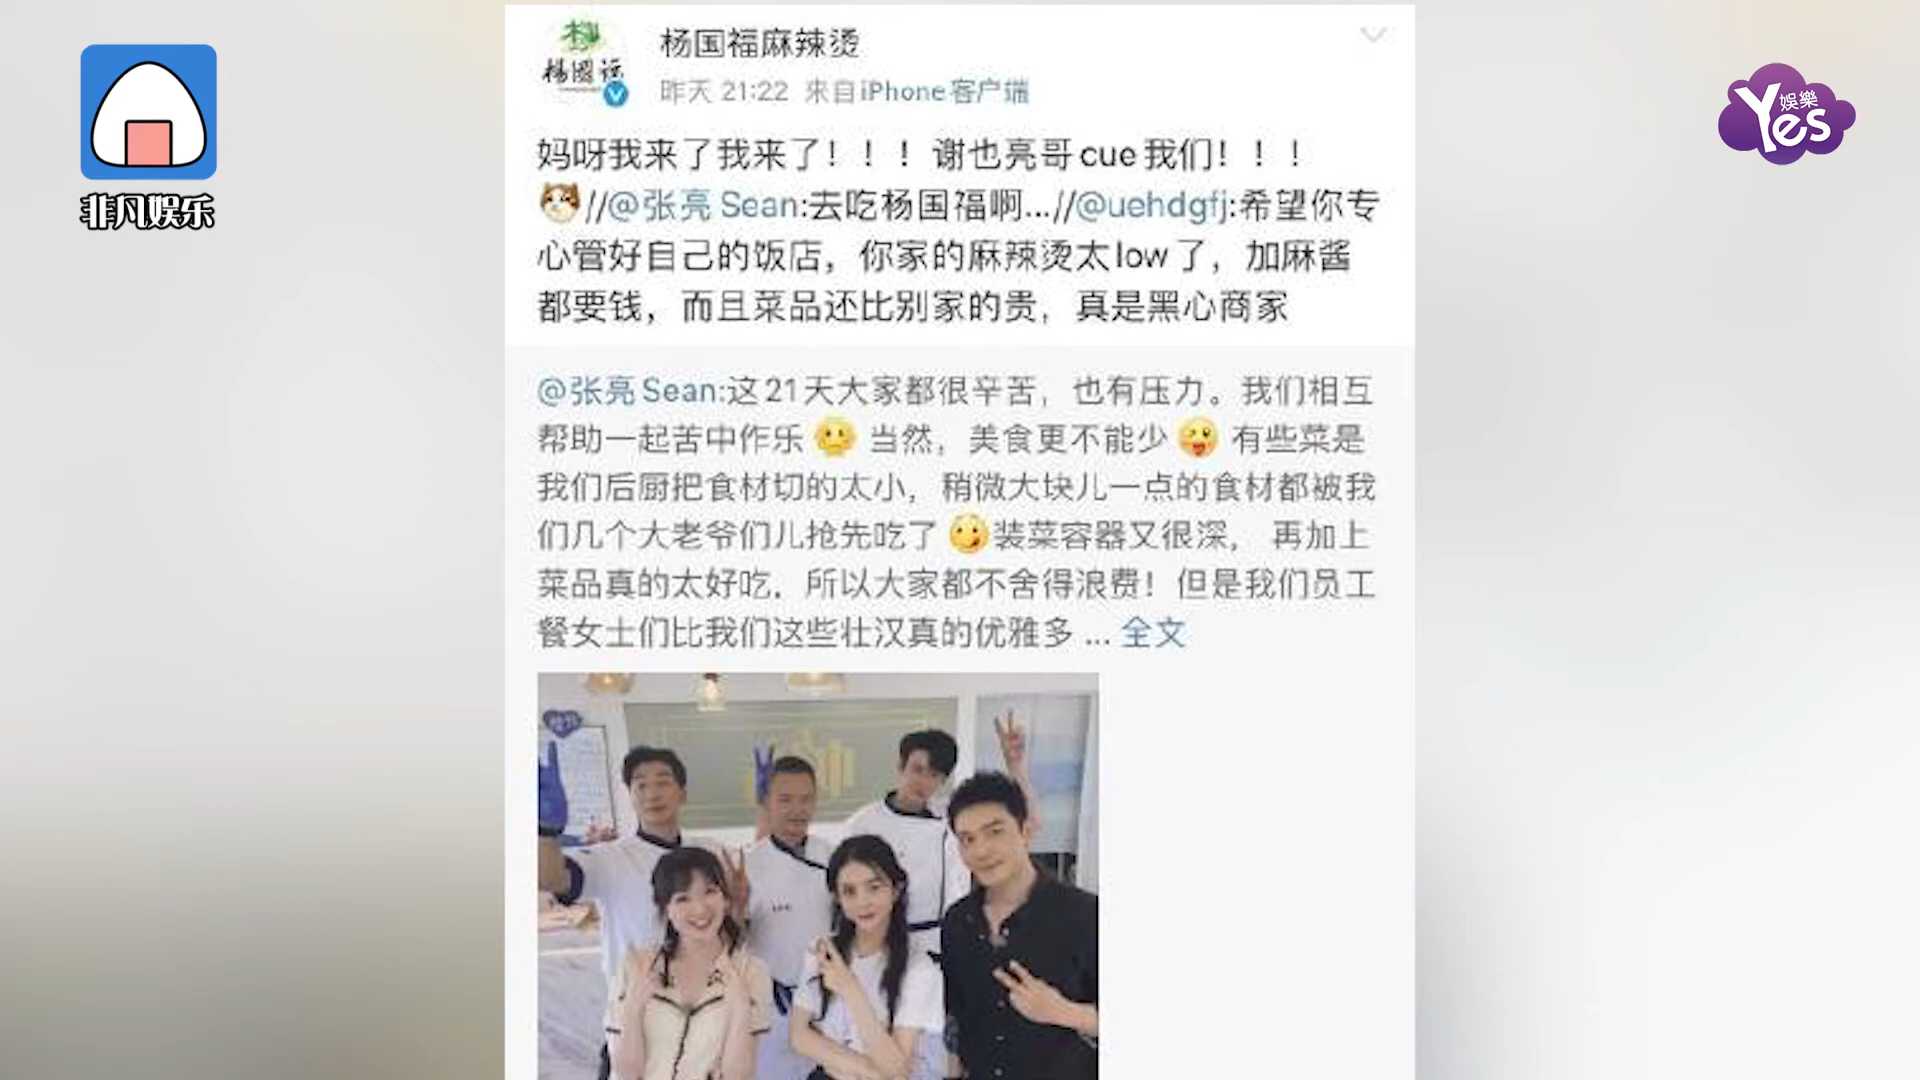 杨国福麻辣烫
杨國福
昨天 21:22 来自iPhone客户端
妈呀我来了我来了！！！谢也亮哥cue我们！！！
//@张亮Sean:去吃杨国福啊...//@uehdgfj:希望你专
心管好自己的饭店，你家的麻辣烫太low了，加麻酱
都要钱，而且菜品还比别家的贵，真是黑心商家
@张亮Sean:这21天大家都很辛苦，也有压力。我们相互
帮助一起苦中作乐 当然，美食更不能少 有些菜是
我们后厨把食材切的太小，稍微大块儿一点的食材都被我
们几个大老爷们儿抢先吃了 装菜容器又很深， 再加上
菜品真的太好吃，所以大家都不舍得浪费！但是我们员工
餐女士们比我们这些壮汉真的优雅多 ... 全文
非凡娱乐
Yes娛樂